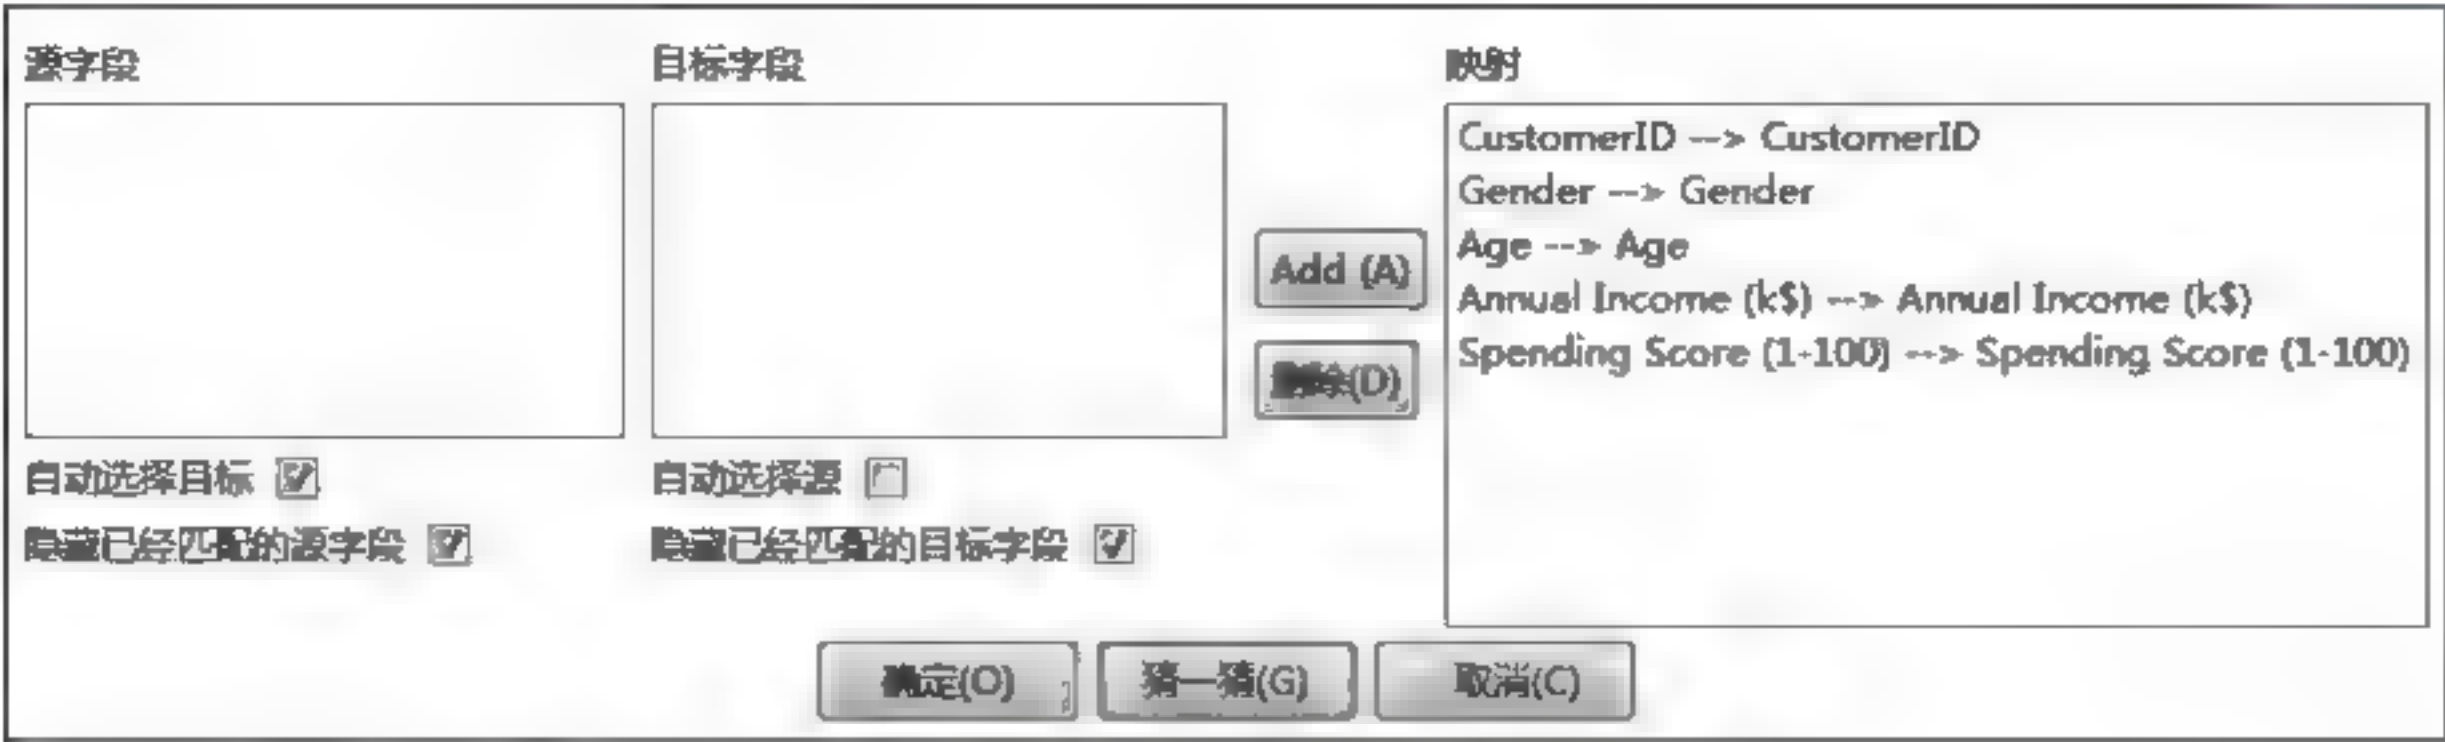 源字段
目标字段
映射
CustomerID --> CustomerID
Gender --> Gender
Age --> Age
Annual Income (k$) --> Annual Income (k$)
Spending Score (1-100) --> Spending Score (1-100)
Add (A)
删除(D)
自动选择目标
自动选择源
隐藏已经匹配的源字段
隐藏已经匹配的目标字段
确定(O)
猜一猜(G)
取消(C)